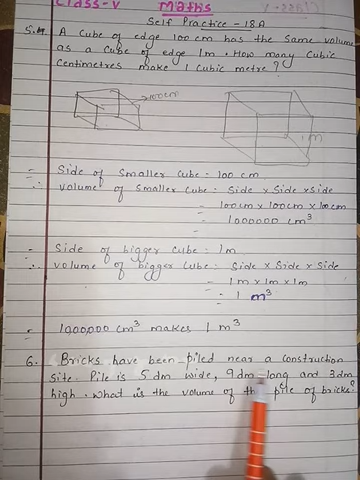 Class-V Maths
Self Practice - 18A
5. A cube of edge 100 cm has the same volume
as a cube of edge 1m. How many cubic
centimetres make 1 cubic metre?
100cm
1m
- Side of smaller cube = 100 cm
∴ Volume of smaller cube = Side x Side x Side
= 100cm x 100cm x 100cm
= 1000000 cm³
- Side of bigger cube = 1m
∴ Volume of bigger cube = Side x Side x Side
= 1m x 1m x 1m
= 1 m³
= 1000000 cm³ makes 1 m³
6. Bricks have been piled near a construction
site. Pile is 5 dm wide, 9 dm long and 3dm
high. What is the volume of the pile of bricks?